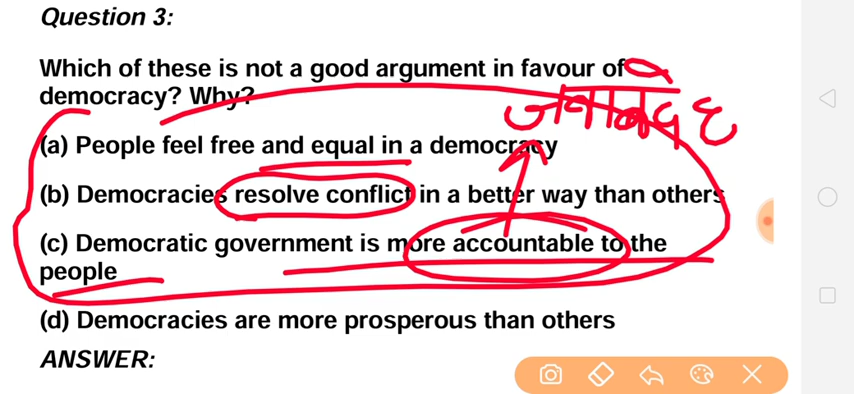 Question 3:
Which of these is not a good argument in favour of
democracy? Why?
(a) People feel free and equal in a democracy
(b) Democracies resolve conflict in a better way than others
(c) Democratic government is more accountable to the
people
(d) Democracies are more prosperous than others
ANSWER: